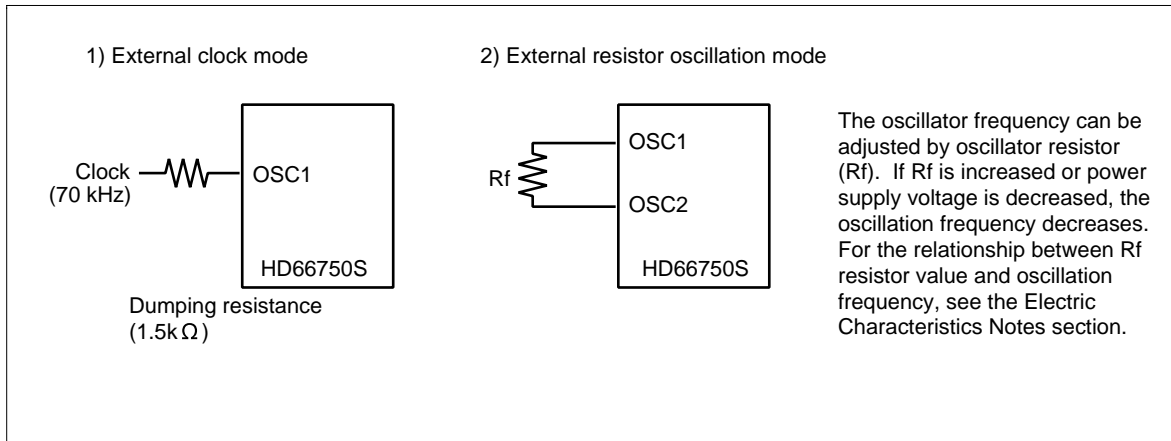 1) External clock mode
Clock
(70 kHz)
OSC1
HD66750S
Dumping resistance
(1.5kΩ)
2) External resistor oscillation mode
Rf
OSC1
OSC2
HD66750S
The oscillator frequency can be
adjusted by oscillator resistor
(Rf).  If Rf is increased or power
supply voltage is decreased, the
oscillation frequency decreases.
For the relationship between Rf
resistor value and oscillation
frequency, see the Electric
Characteristics Notes section.